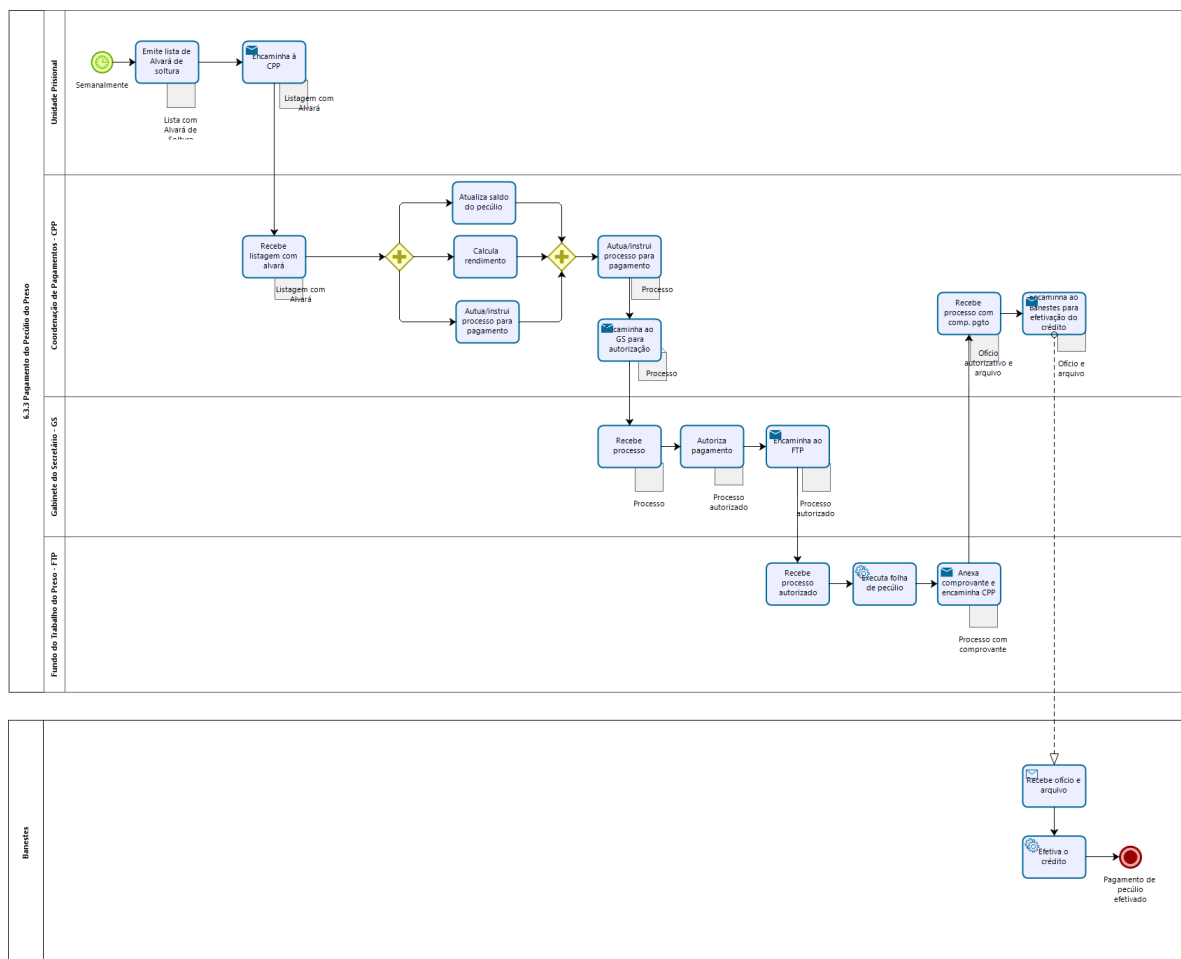 6.3.3 Pagamento do Pecúlio do Preso
Unidade Prisional
Semanalmente
Emite lista de
Alvará de
soltura
Lista com
Alvará de
Soltura
Encaminha à
CPP
Listagem com
Alvará
Coordenação de Pagamentos - CPP
Recebe
listagem com
alvará
Listagem com
Alvará
Atualiza saldo
do pecúlio
Calcula
rendimento
Autua/instrui
processo para
pagamento
Autua/instrui
processo para
pagamento
Processo
caminha ao
GS para
autorização
Processo
Recebe
processo com
comp. pgto
Ofício
autorizativo e
arquivo
encaminha ao
Banestes para
efetivação do
crédito
Ofício e
arquivo
Gabinete do Secretário - GS
Recebe
processo
Processo
Autoriza
pagamento
Processo
autorizado
Encaminha ao
FTP
Processo
autorizado
Fundo do Trabalho do Preso - FTP
Recebe
processo
autorizado
Executa folha
de pecúlio
Anexa
comprovante e
encaminha CPP
Processo com
comprovante
Banestes
Recebe ofício e
arquivo
Efetiva o
crédito
Pagamento de
pecúlio
efetivado